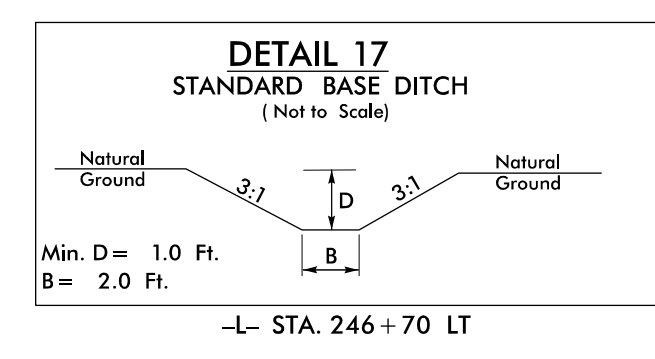 DETAIL 17
STANDARD BASE DITCH
( Not to Scale)
Natural
Ground
3:1
D
3:1
Natural
Ground
Min. D = 1.0 Ft.
B = 2.0 Ft.
B
–L– STA. 246+70 LT